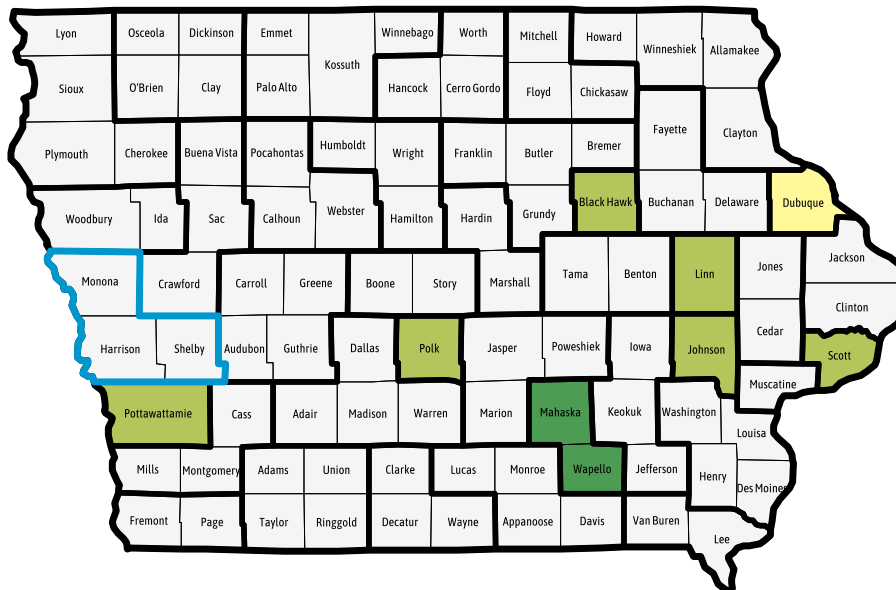 Lyon
Osceola
Dickinson
Emmet
Kossuth
Winnebago
Worth
Mitchell
Howard
Winneshiek
Allamakee
Sioux
O'Brien
Clay
Palo Alto
Hancock
Cerro Gordo
Floyd
Chickasaw
Plymouth
Cherokee
Buena Vista
Pocahontas
Humboldt
Wright
Franklin
Butler
Bremer
Fayette
Clayton
Woodbury
Ida
Sac
Calhoun
Webster
Hamilton
Hardin
Grundy
Black Hawk
Buchanan
Delaware
Dubuque
Monona
Crawford
Carroll
Greene
Boone
Story
Marshall
Tama
Benton
Linn
Jones
Jackson
Clinton
Harrison
Shelby
Audubon
Guthrie
Dallas
Polk
Jasper
Poweshiek
Iowa
Johnson
Cedar
Scott
Muscatine
Pottawattamie
Cass
Adair
Madison
Warren
Marion
Mahaska
Keokuk
Washington
Louisa
Mills
Montgomery
Adams
Union
Clarke
Lucas
Monroe
Wapello
Jefferson
Henry
Des Moines
Fremont
Page
Taylor
Ringgold
Decatur
Wayne
Appanoose
Davis
Van Buren
Lee